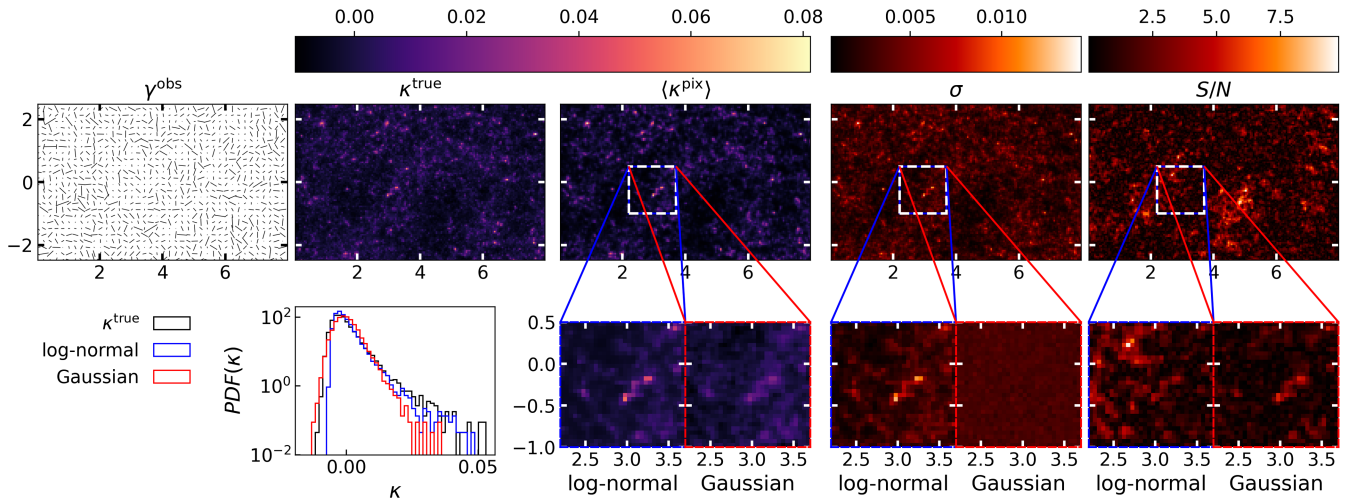 0.00 0.02 0.04 0.06 0.08 0.005 0.010 2.5 5.0 7.5
γ^obs κ^true ⟨κ^pix⟩ σ S/N
2
0
−2
2 4 6 2 4 6 2 4 6 2 4 6 2 4 6
κ^true
log-normal
Gaussian
10^2
10^0
10^−2
PDF(κ)
0.00 0.05
κ
0.5
0.0
−0.5
−1.0
2.5 3.0 3.5 2.5 3.0 3.5 2.5 3.0 3.5 2.5 3.0 3.5 2.5 3.0 3.5 2.5 3.0 3.5
log-normal Gaussian log-normal Gaussian log-normal Gaussian